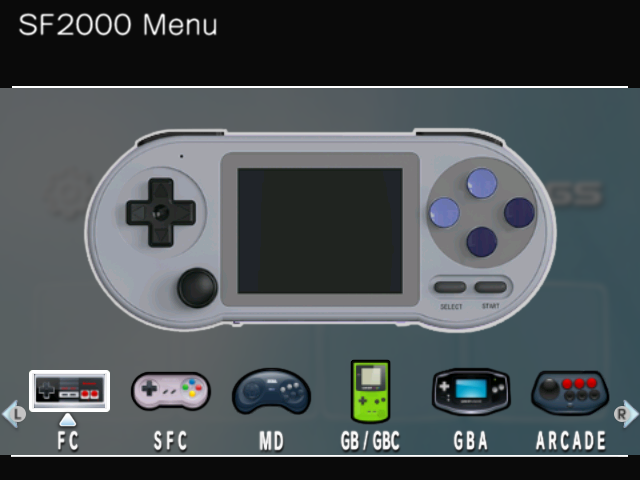 SF2000 Menu
SELECT START
L
R
FC SFC MD GB/GBC GBA ARCADE